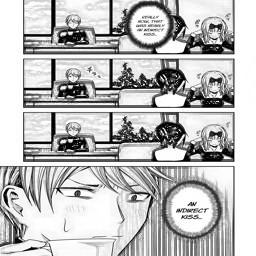 REALLY
NOW, THAT
WAS MERELY
AN INDIRECT
KISS...
AN
INDIRECT
KISS...